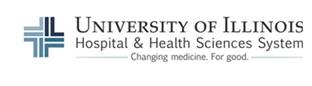 UNIVERSITY OF ILLINOIS
Hospital & Health Sciences System
Changing medicine. For good.